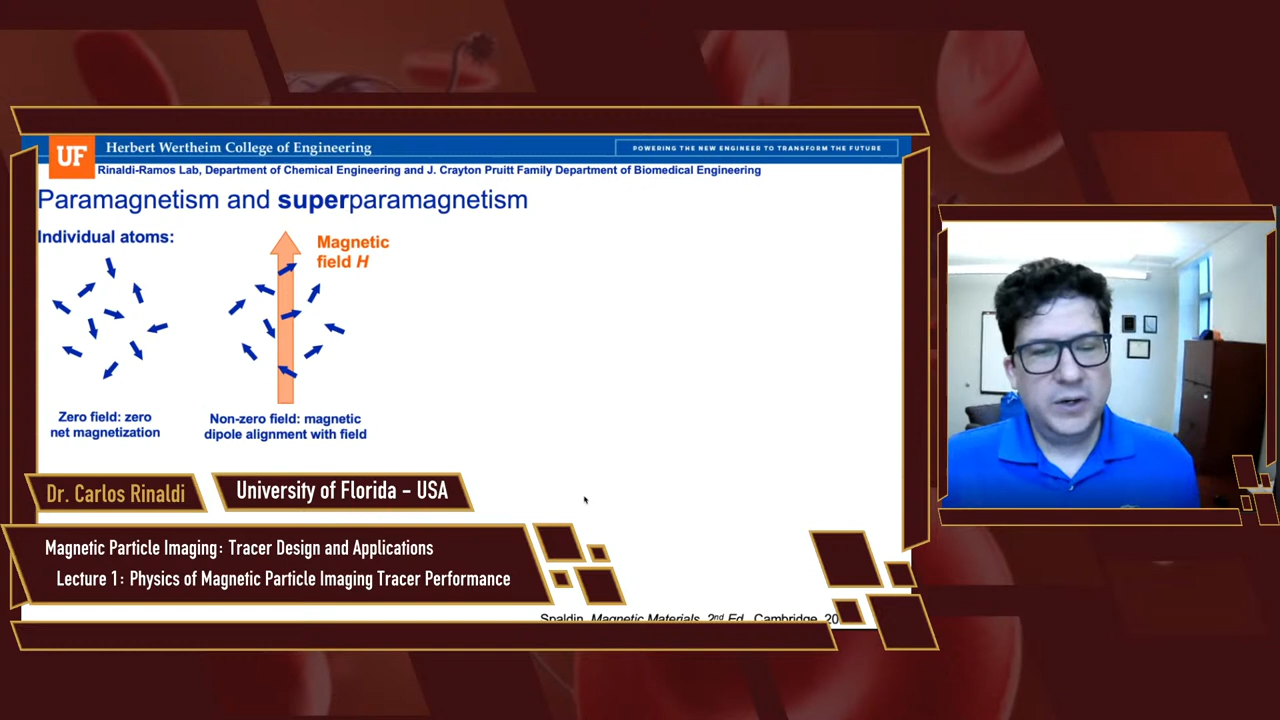 UF
Herbert Wertheim College of Engineering
POWERING THE NEW ENGINEER TO TRANSFORM THE FUTURE
Rinaldi-Ramos Lab, Department of Chemical Engineering and J. Crayton Pruitt Family Department of Biomedical Engineering
Paramagnetism and superparamagnetism
Individual atoms:
Magnetic
field H
Zero field: zero
net magnetization
Non-zero field: magnetic
dipole alignment with field
Dr. Carlos Rinaldi
University of Florida - USA
Magnetic Particle Imaging: Tracer Design and Applications
Lecture 1: Physics of Magnetic Particle Imaging Tracer Performance
Spaldin, Magnetic Materials, 2nd Ed, Cambridge, 20